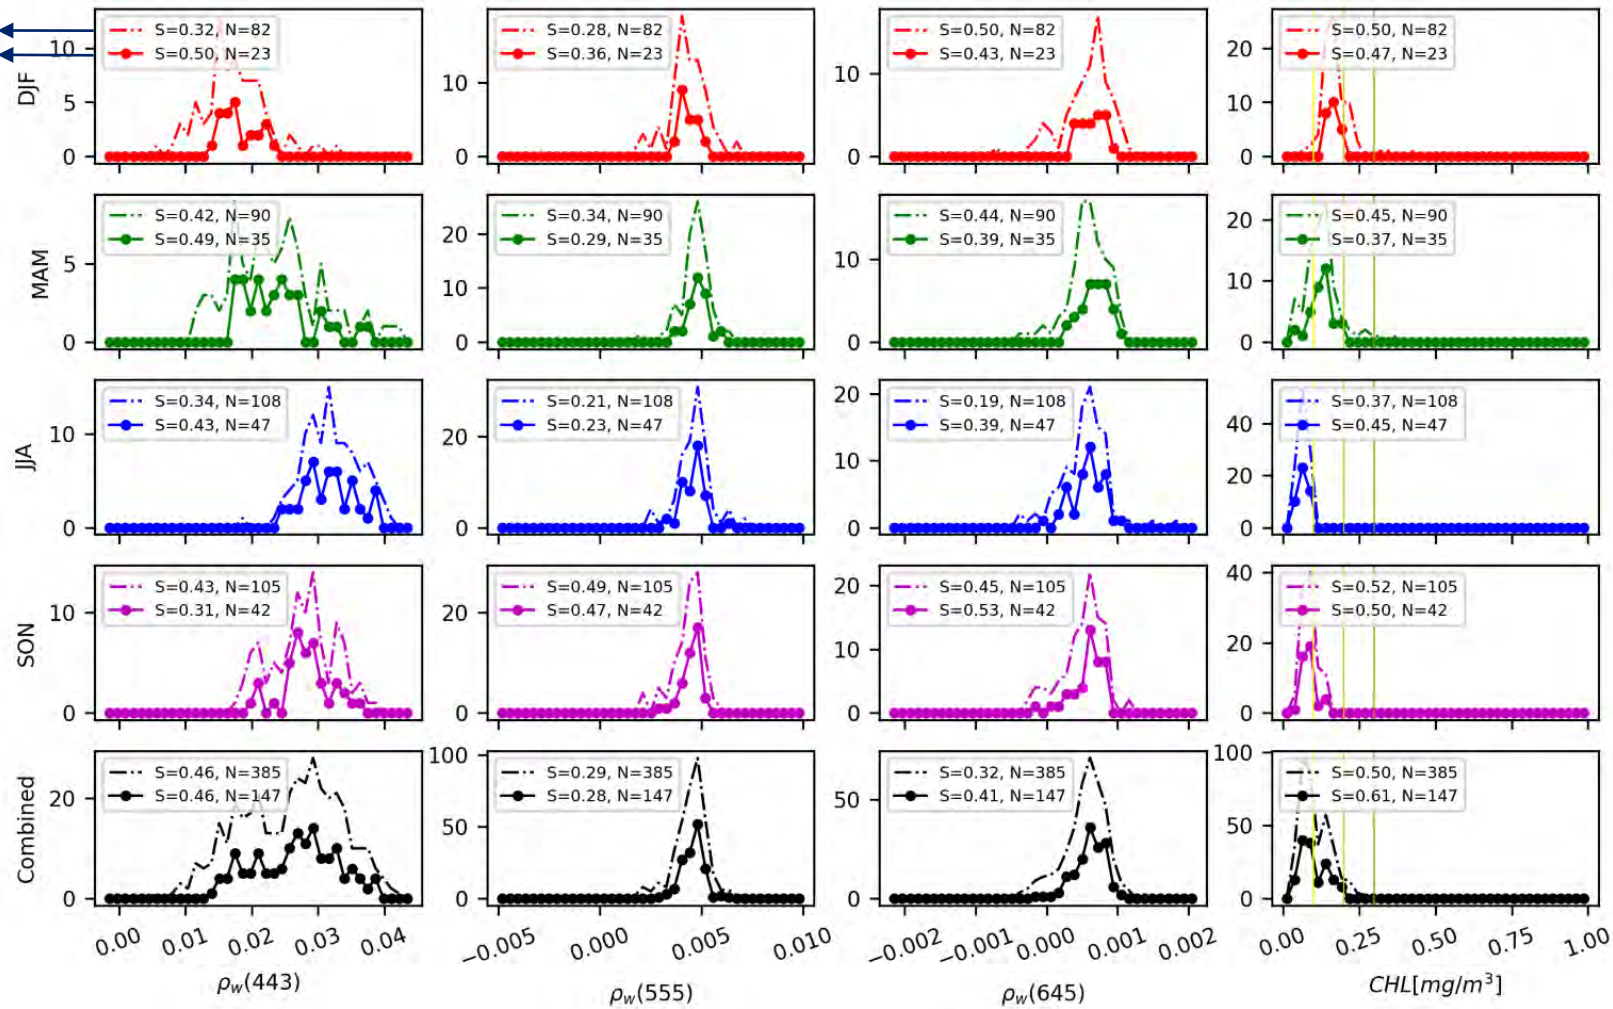 S=0.32, N=82
S=0.50, N=23
S=0.28, N=82
S=0.36, N=23
S=0.50, N=82
S=0.43, N=23
S=0.50, N=82
S=0.47, N=23
DJF
10
5
0
10
0
10
0
20
10
0
S=0.42, N=90
S=0.49, N=35
S=0.34, N=90
S=0.29, N=35
S=0.44, N=90
S=0.39, N=35
S=0.45, N=90
S=0.37, N=35
MAM
5
0
20
10
0
10
0
20
10
0
S=0.34, N=108
S=0.43, N=47
S=0.21, N=108
S=0.23, N=47
S=0.19, N=108
S=0.39, N=47
S=0.37, N=108
S=0.45, N=47
JJA
10
0
20
0
20
10
0
40
20
0
S=0.43, N=105
S=0.31, N=42
S=0.49, N=105
S=0.47, N=42
S=0.45, N=105
S=0.53, N=42
S=0.52, N=105
S=0.50, N=42
SON
10
0
20
0
20
10
0
40
20
0
S=0.46, N=385
S=0.46, N=147
S=0.29, N=385
S=0.28, N=147
S=0.32, N=385
S=0.41, N=147
S=0.50, N=385
S=0.61, N=147
Combined
20
0
100
50
0
50
0
100
50
0
0.00 0.01 0.02 0.03 0.04
−0.005 0.000 0.005 0.010
−0.002 −0.001 0.000 0.001 0.002
0.00 0.25 0.50 0.75 1.00
ρw(443)
ρw(555)
ρw(645)
CHL[mg/m³]